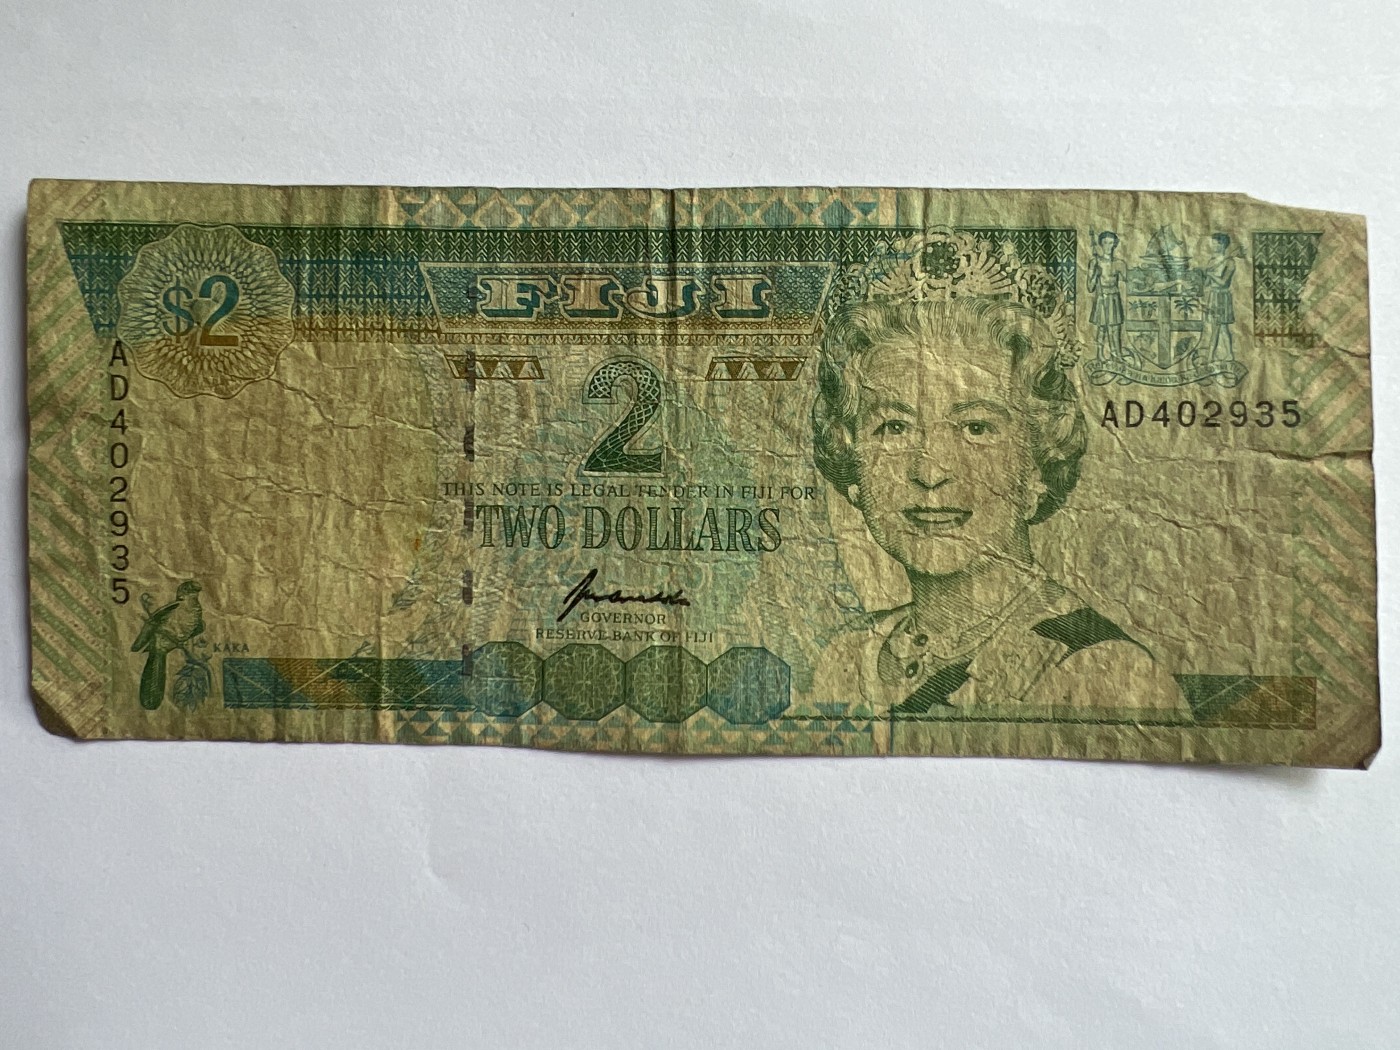 FIJI
$2
AD402935
2
AD402935
THIS NOTE IS LEGAL TENDER IN FIJI FOR
TWO DOLLARS
GOVERNOR
RESERVE BANK OF FIJI
KAKA